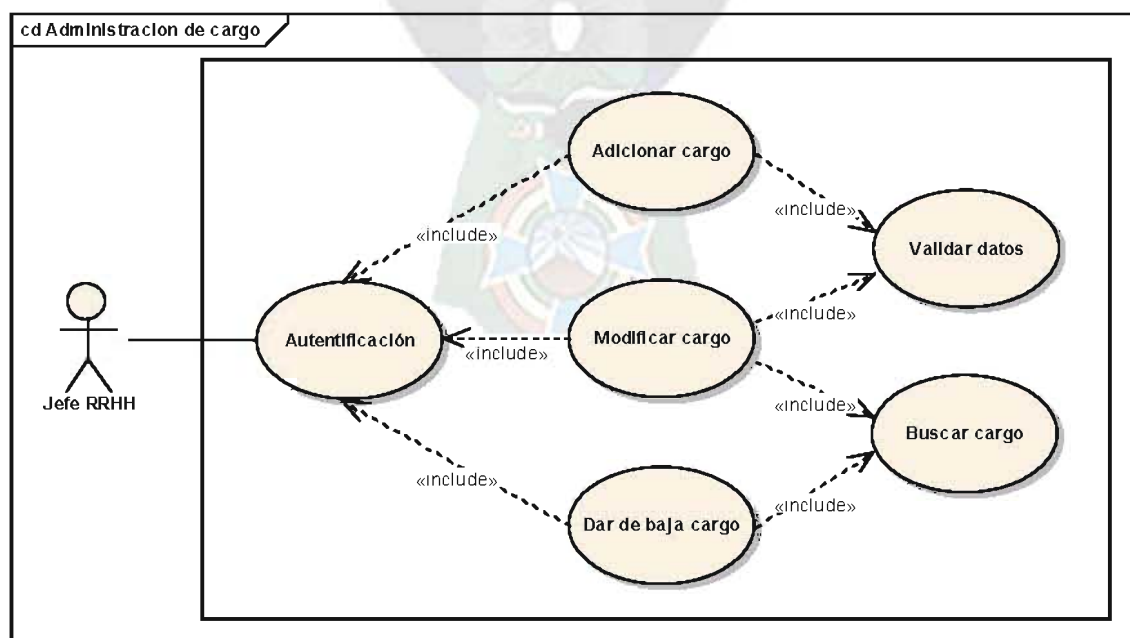 cd Administracion de cargo
Adicionar cargo
«include»
«include»
Validar datos
Autentificación
«include»
Modificar cargo
«include»
Jefe RRHH
«include»
Buscar cargo
«include»
Dar de baja cargo
«include»